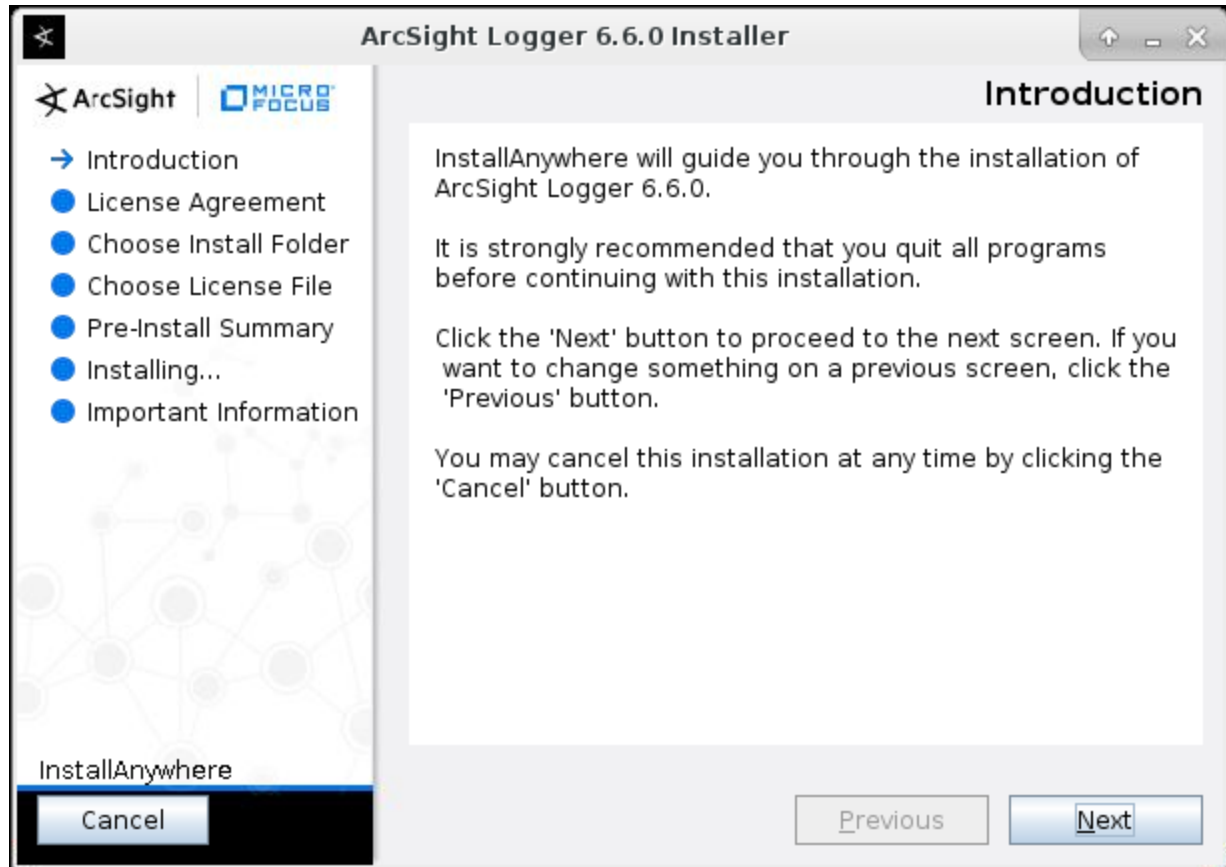 ArcSight Logger 6.6.0 Installer
ArcSight
MICRO FOCUS
Introduction
Introduction
License Agreement
Choose Install Folder
Choose License File
Pre-Install Summary
Installing...
Important Information
InstallAnywhere will guide you through the installation of
ArcSight Logger 6.6.0.
It is strongly recommended that you quit all programs
before continuing with this installation.
Click the 'Next' button to proceed to the next screen. If you
want to change something on a previous screen, click the
'Previous' button.
You may cancel this installation at any time by clicking the
'Cancel' button.
InstallAnywhere
Cancel
Previous
Next